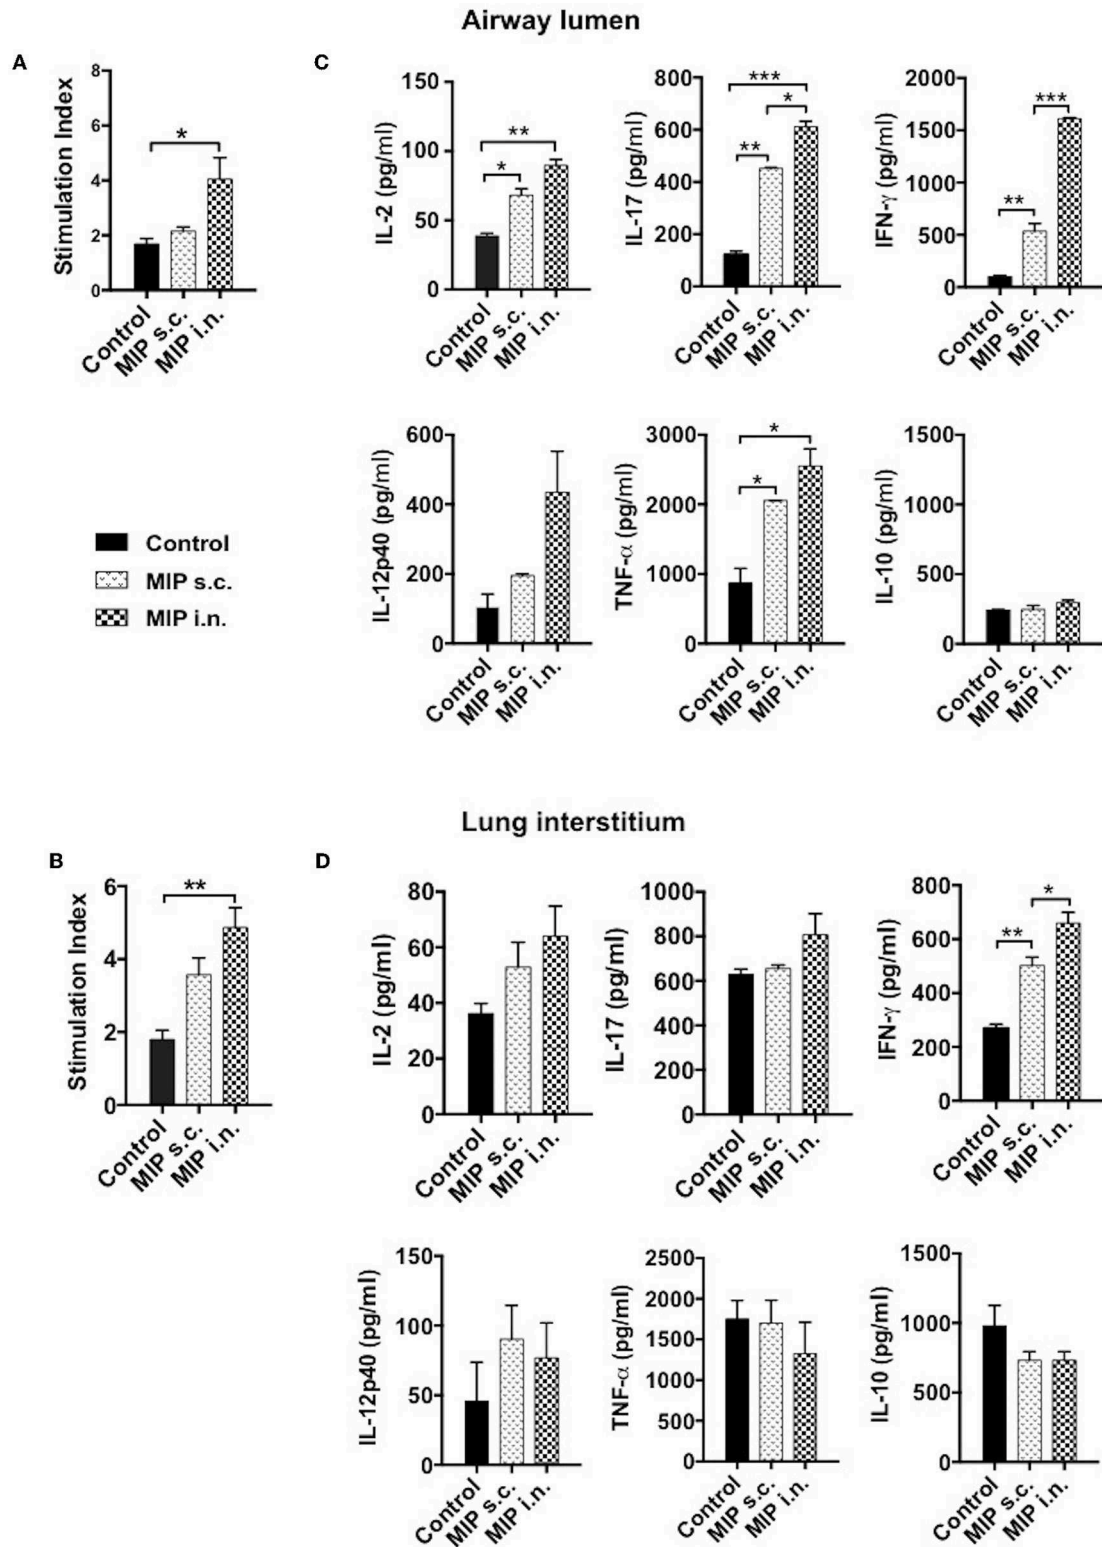 Airway lumen
A
Stimulation Index
8
6
4
2
0
*
Control
MIP s.c.
MIP i.n.
C
IL-2 (pg/ml)
150
100
50
0
*
**
Control
MIP s.c.
MIP i.n.
IL-17 (pg/ml)
800
600
400
200
0
***
*
**
Control
MIP s.c.
MIP i.n.
IFN-γ (pg/ml)
2000
1500
1000
500
0
***
**
Control
MIP s.c.
MIP i.n.
IL-12p40 (pg/ml)
600
400
200
0
Control
MIP s.c.
MIP i.n.
TNF-α (pg/ml)
3000
2000
1000
0
*
*
Control
MIP s.c.
MIP i.n.
IL-10 (pg/ml)
1500
1000
500
0
Control
MIP s.c.
MIP i.n.
Control
MIP s.c.
MIP i.n.
Lung interstitium
B
Stimulation Index
6
4
2
0
**
Control
MIP s.c.
MIP i.n.
D
IL-2 (pg/ml)
80
60
40
20
0
Control
MIP s.c.
MIP i.n.
IL-17 (pg/ml)
1000
800
600
400
200
0
Control
MIP s.c.
MIP i.n.
IFN-γ (pg/ml)
800
600
400
200
0
*
**
Control
MIP s.c.
MIP i.n.
IL-12p40 (pg/ml)
150
100
50
0
Control
MIP s.c.
MIP i.n.
TNF-α (pg/ml)
2500
2000
1500
1000
500
0
Control
MIP s.c.
MIP i.n.
IL-10 (pg/ml)
1500
1000
500
0
Control
MIP s.c.
MIP i.n.